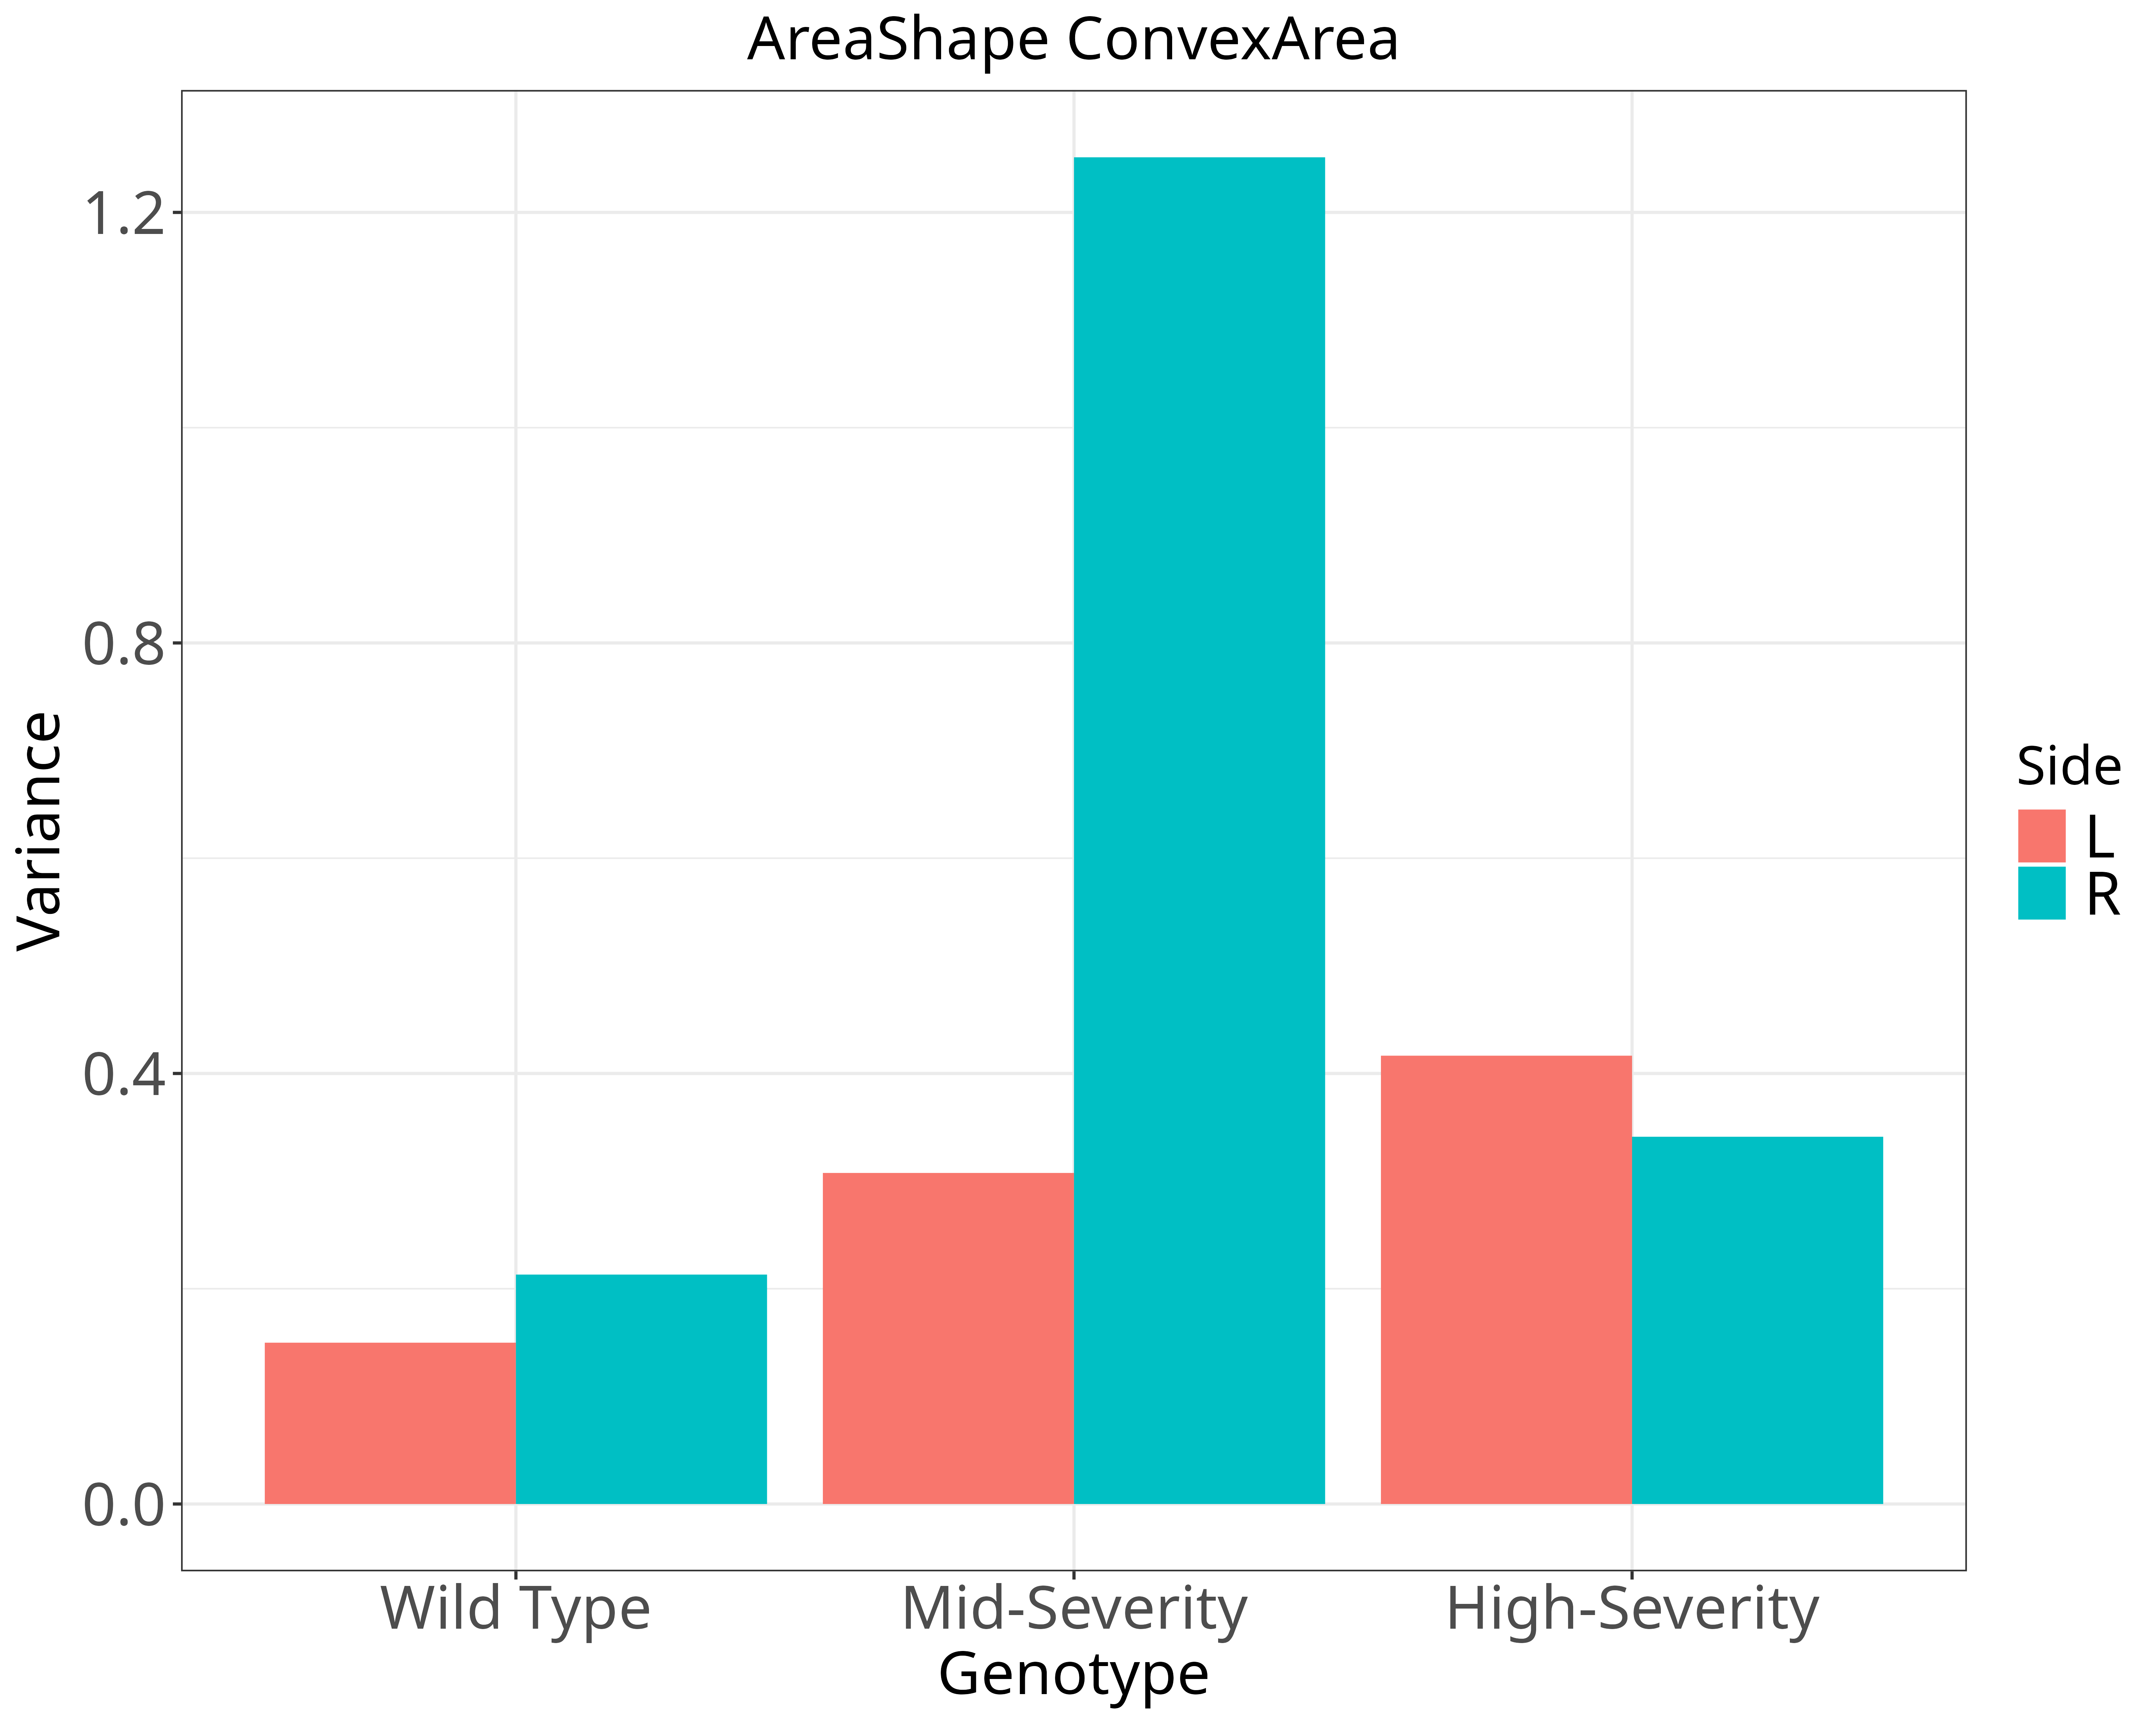 AreaShape ConvexArea
1.2
0.8
0.4
0.0
Variance
Wild Type
Mid-Severity
High-Severity
Genotype
Side
L
R